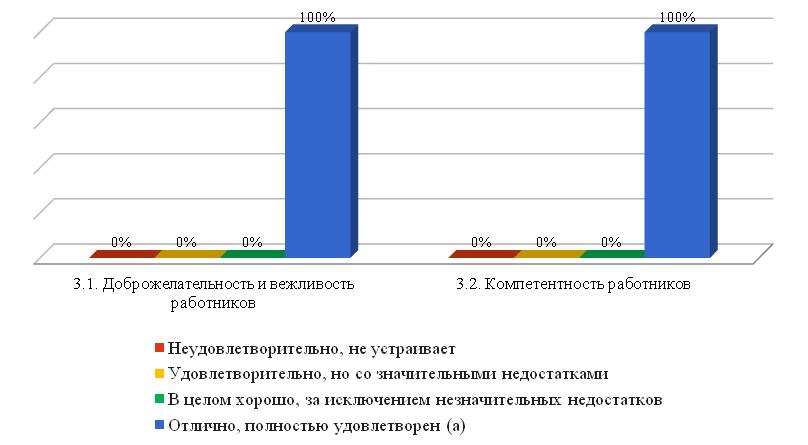 100%
100%
0%
0%
0%
0%
0%
0%
3.1. Доброжелательность и вежливость
работников
3.2. Компетентность работников
Неудовлетворительно, не устраивает
Удовлетворительно, но со значительными недостатками
В целом хорошо, за исключением незначительных недостатков
Отлично, полностью удовлетворен (а)